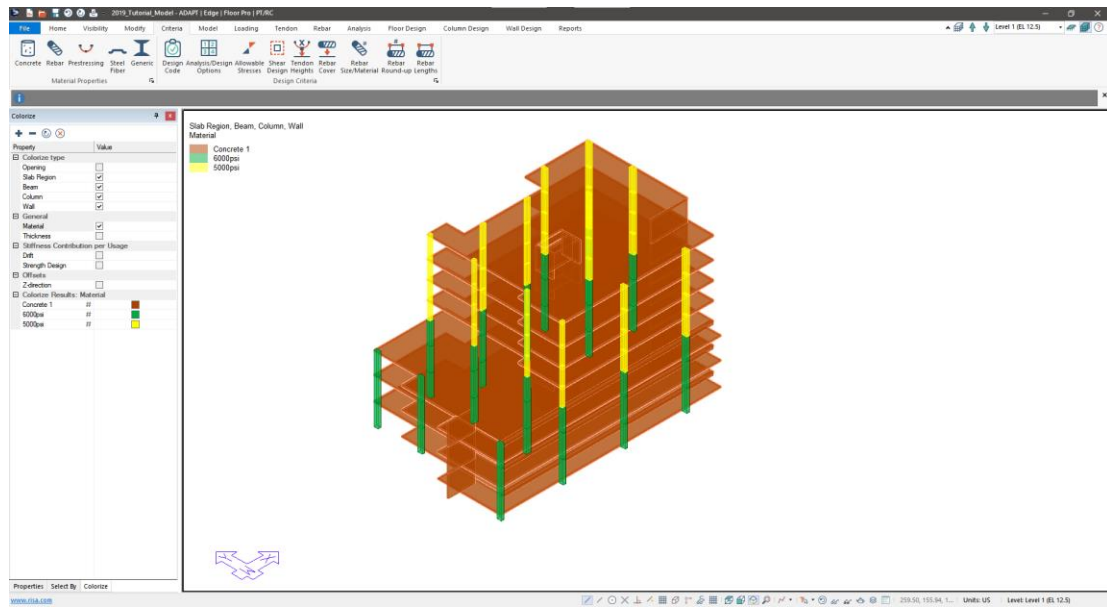 2019_Tutorial_Model - ADAPT | Edge | Floor Pro | PT/RC
File Home Visibility Modify Criteria Model Loading Tendon Rebar Analysis Floor Design Column Design Wall Design Reports
Level 1 (EL 12.5)
Concrete Rebar Prestressing Steel Fiber Generic Design Code Analysis/Design Options Allowable Stresses Shear Design Tendon Heights Rebar Cover Rebar Size/Material Rebar Round-up Rebar Lengths
Material Properties Design Criteria
Colorize
Property Value
Colorize type
Opening
Slab Region
Beam
Column
Wall
General
Material
Thickness
Stiffness Contribution per Usage
Drift
Strength Design
Offsets
Z-direction
Colorize Results: Material
Concrete 1 #
6000psi #
5000psi #
Slab Region, Beam, Column, Wall
Material
Concrete 1
6000psi
5000psi
Properties Select By Colorize
www.risa.com
259.50, 155.94, 1... Units: US Level: Level 1 (EL 12.5)